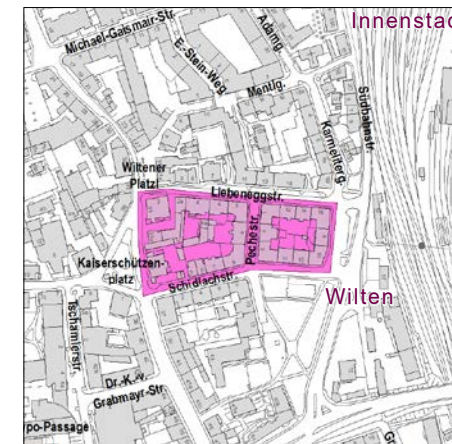 Innenstad
Michael-Gaismair-Str.
Adamg.
E.-Stein-Weg
Mentlg.
Südbahnstr.
Karmeliterg.
Wiltener
Platzl
Liebeneggstr.
Pechestr.
Kaiserschützen-
platz
Schidlachstr.
Wilten
Tschamlerstr.
Dr.-K.-v.
Grabmayr-Str.
ypo-Passage